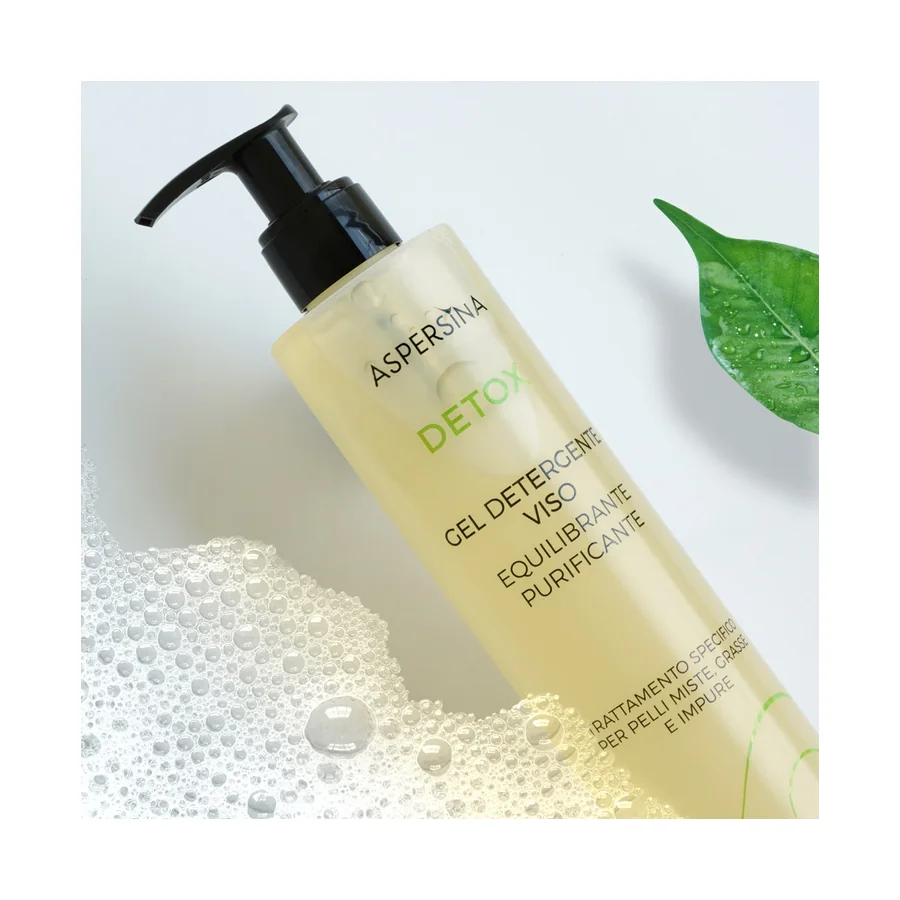 ASPERSINA
DETOX
GEL DETERGENTE
VISO
EQUILIBRANTE
PURIFICANTE
TRATTAMENTO SPECIFICO
PER PELLI MISTE, GRASSE
E IMPURE